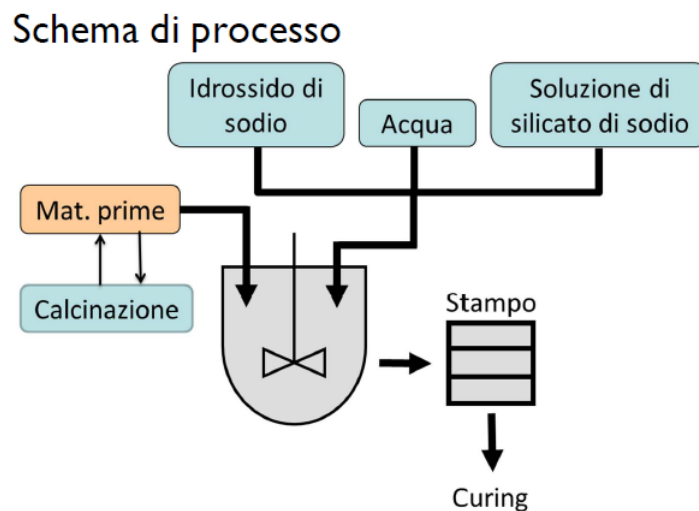 Schema di processo
Idrossido di
sodio
Acqua
Soluzione di
silicato di sodio
Mat. prime
Calcinazione
Stampo
Curing